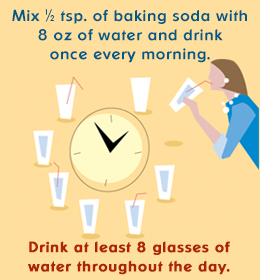 Mix ½ tsp. of baking soda with
8 oz of water and drink
once every morning.
Drink at least 8 glasses of
water throughout the day.